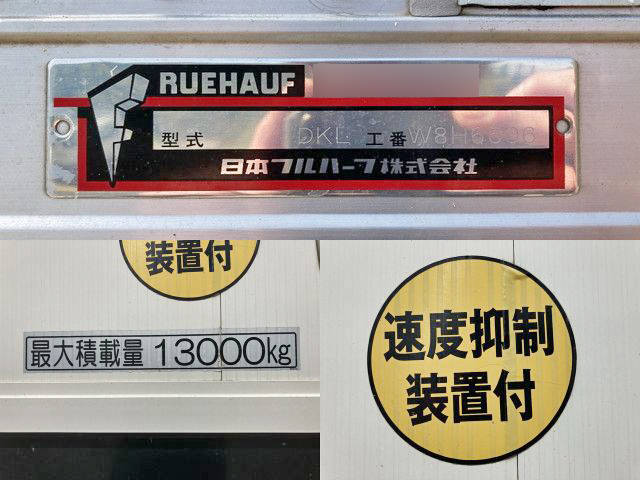 RUEHAUF
型式 DKL 工番 W8H6696
日本フルハーフ株式会社
装置付
最大積載量 13000kg
速度抑制
装置付